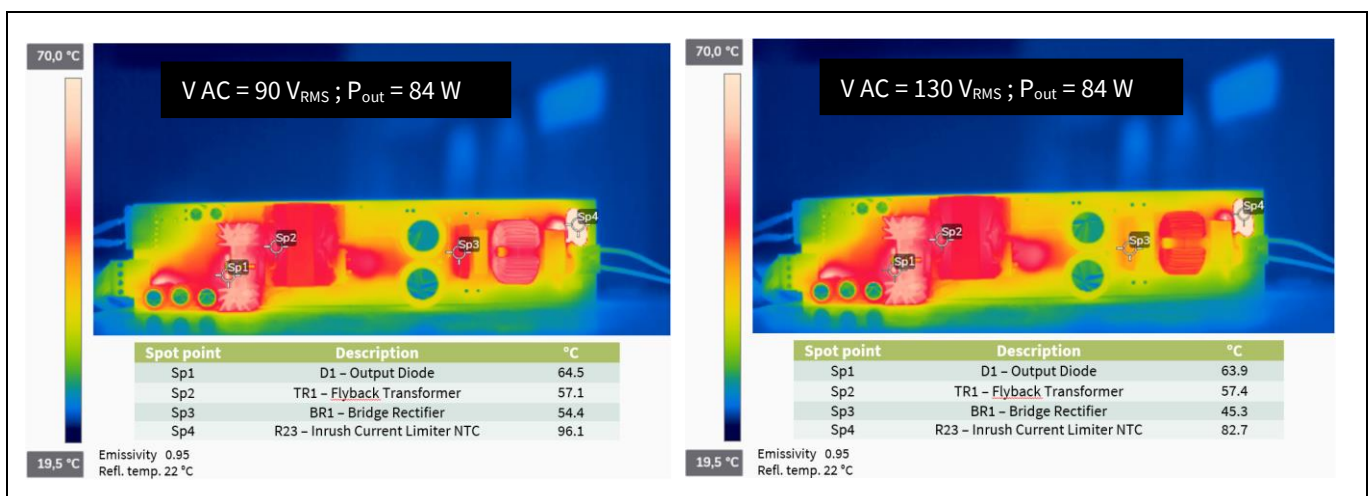 70,0 °C
V AC = 90 VRMS ; Pout = 84 W
Sp4
Sp2
Sp3
Sp1
Spot point Description °C
Sp1 D1 – Output Diode 64.5
Sp2 TR1 – Flyback Transformer 57.1
Sp3 BR1 – Bridge Rectifier 54.4
Sp4 R23 – Inrush Current Limiter NTC 96.1
19,5 °C
Emissivity 0.95
Refl. temp. 22 °C
70,0 °C
V AC = 130 VRMS ; Pout = 84 W
Sp4
Sp2
Sp3
Sp1
Spot point Description °C
Sp1 D1 – Output Diode 63.9
Sp2 TR1 – Flyback Transformer 57.4
Sp3 BR1 – Bridge Rectifier 45.3
Sp4 R23 – Inrush Current Limiter NTC 82.7
19,5 °C
Emissivity 0.95
Refl. temp. 22 °C